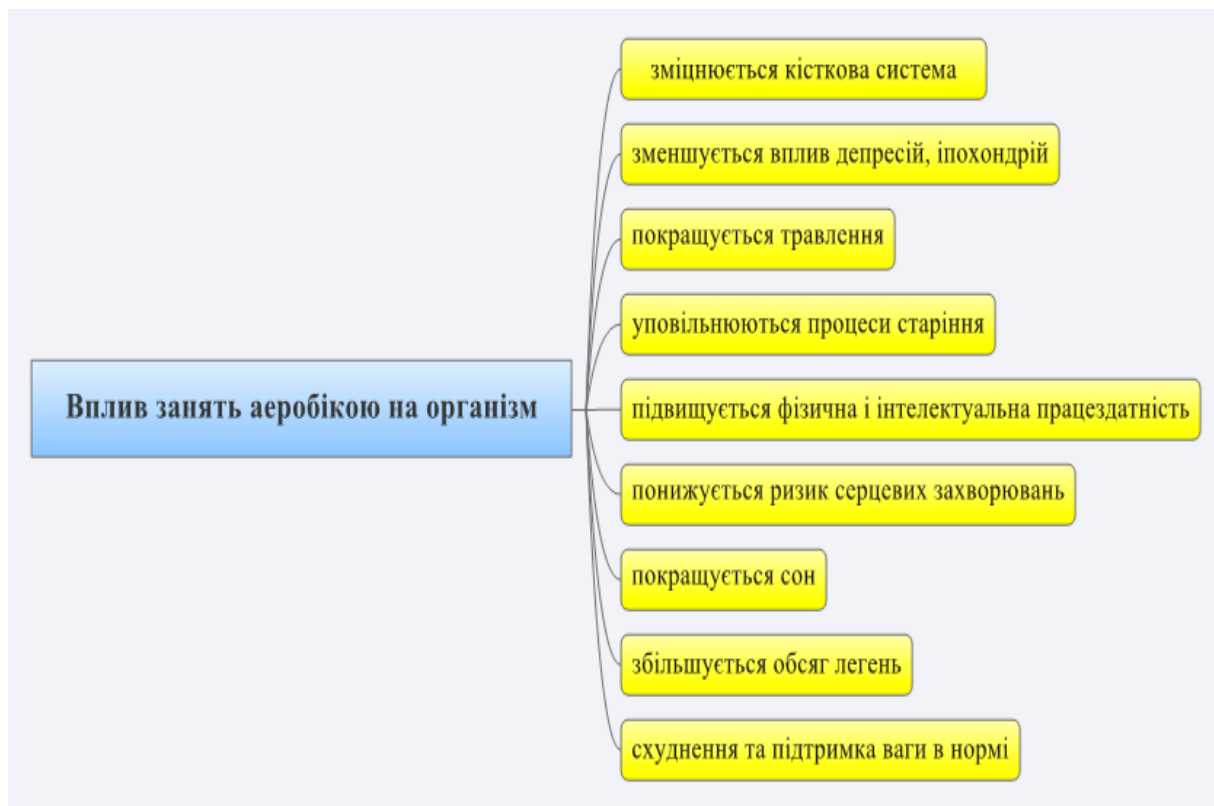 зміцнюється кісткова система
зменшується вплив депресій, іпохондрій
покращується травлення
уповільнюються процеси старіння
Вплив занять аеробікою на організм
підвищується фізична і інтелектуальна працездатність
понижується ризик серцевих захворювань
покращується сон
збільшується обсяг легень
схуднення та підтримка ваги в нормі